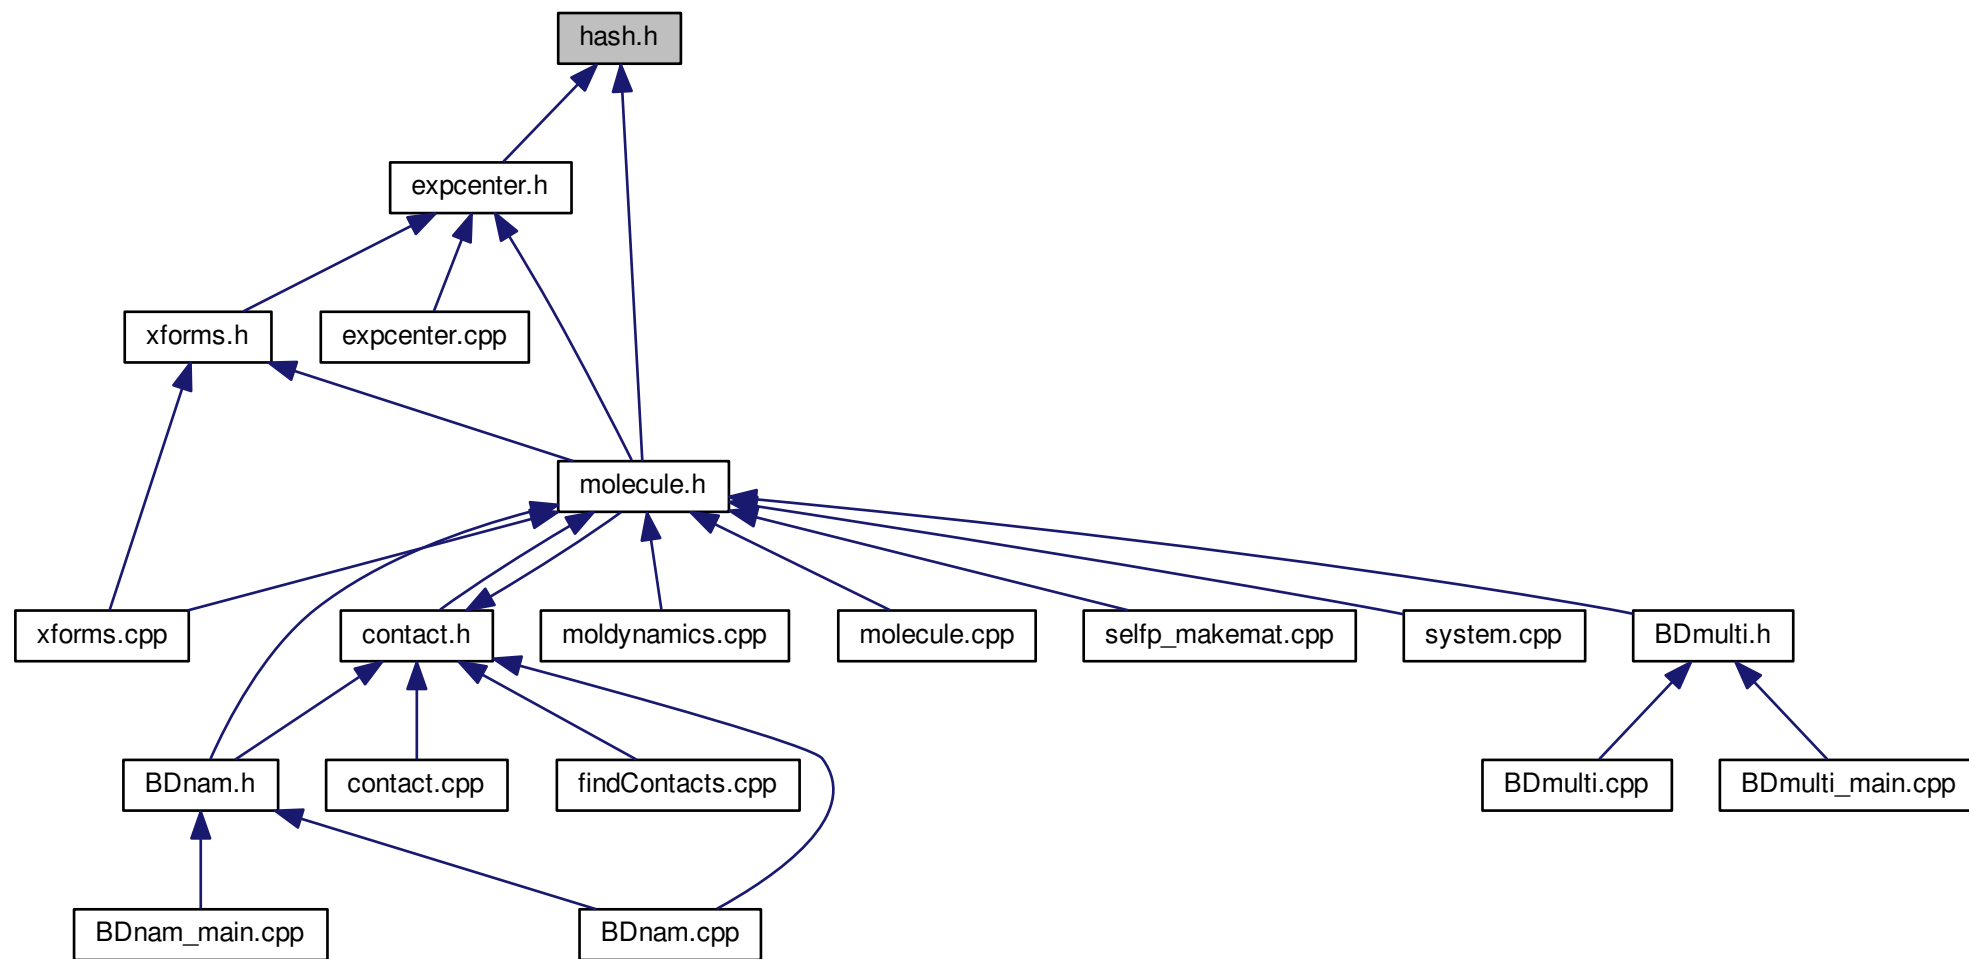 hash.h
expcenter.h
xforms.h
expcenter.cpp
molecule.h
xforms.cpp
contact.h
moldynamics.cpp
molecule.cpp
selfp_makemat.cpp
system.cpp
BDmulti.h
BDnam.h
contact.cpp
findContacts.cpp
BDmulti.cpp
BDmulti_main.cpp
BDnam_main.cpp
BDnam.cpp